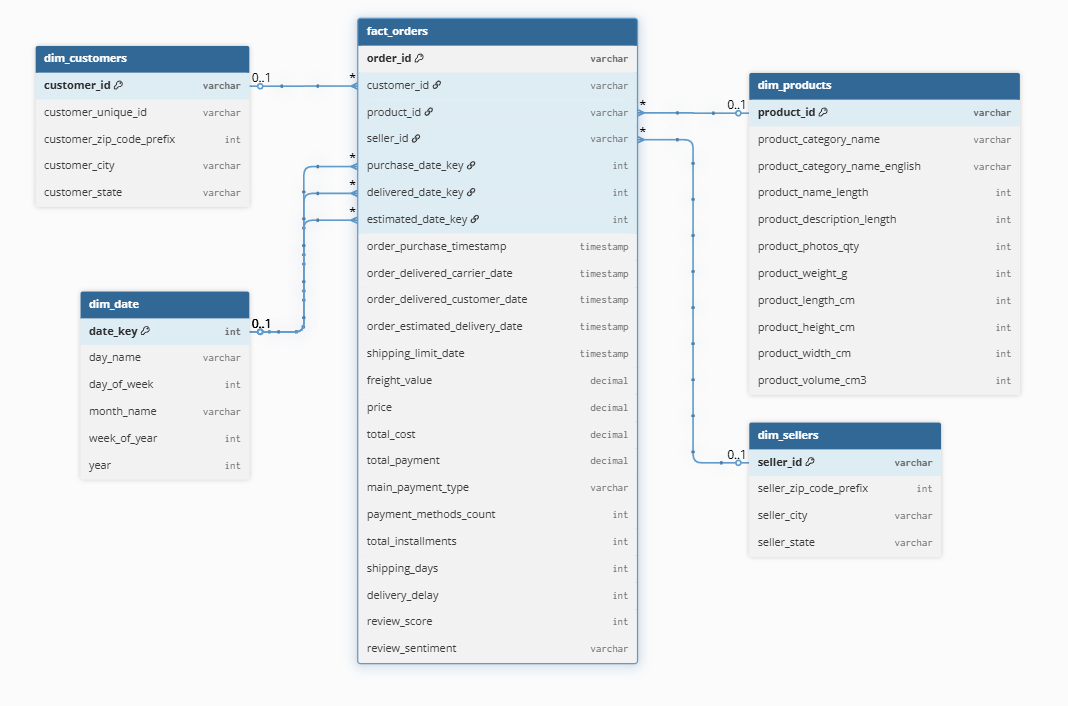 dim_customers
customer_id varchar
customer_unique_id varchar
customer_zip_code_prefix int
customer_city varchar
customer_state varchar
0..1
*
dim_date
date_key int
day_name varchar
day_of_week int
month_name varchar
week_of_year int
year int
0..1
*
*
*
fact_orders
order_id varchar
customer_id varchar
product_id varchar
seller_id varchar
purchase_date_key int
delivered_date_key int
estimated_date_key int
order_purchase_timestamp timestamp
order_delivered_carrier_date timestamp
order_delivered_customer_date timestamp
order_estimated_delivery_date timestamp
shipping_limit_date timestamp
freight_value decimal
price decimal
total_cost decimal
total_payment decimal
main_payment_type varchar
payment_methods_count int
total_installments int
shipping_days int
delivery_delay int
review_score int
review_sentiment varchar
*
0..1
*
0..1
dim_products
product_id varchar
product_category_name varchar
product_category_name_english varchar
product_name_length int
product_description_length int
product_photos_qty int
product_weight_g int
product_length_cm int
product_height_cm int
product_width_cm int
product_volume_cm3 int
dim_sellers
seller_id varchar
seller_zip_code_prefix int
seller_city varchar
seller_state varchar